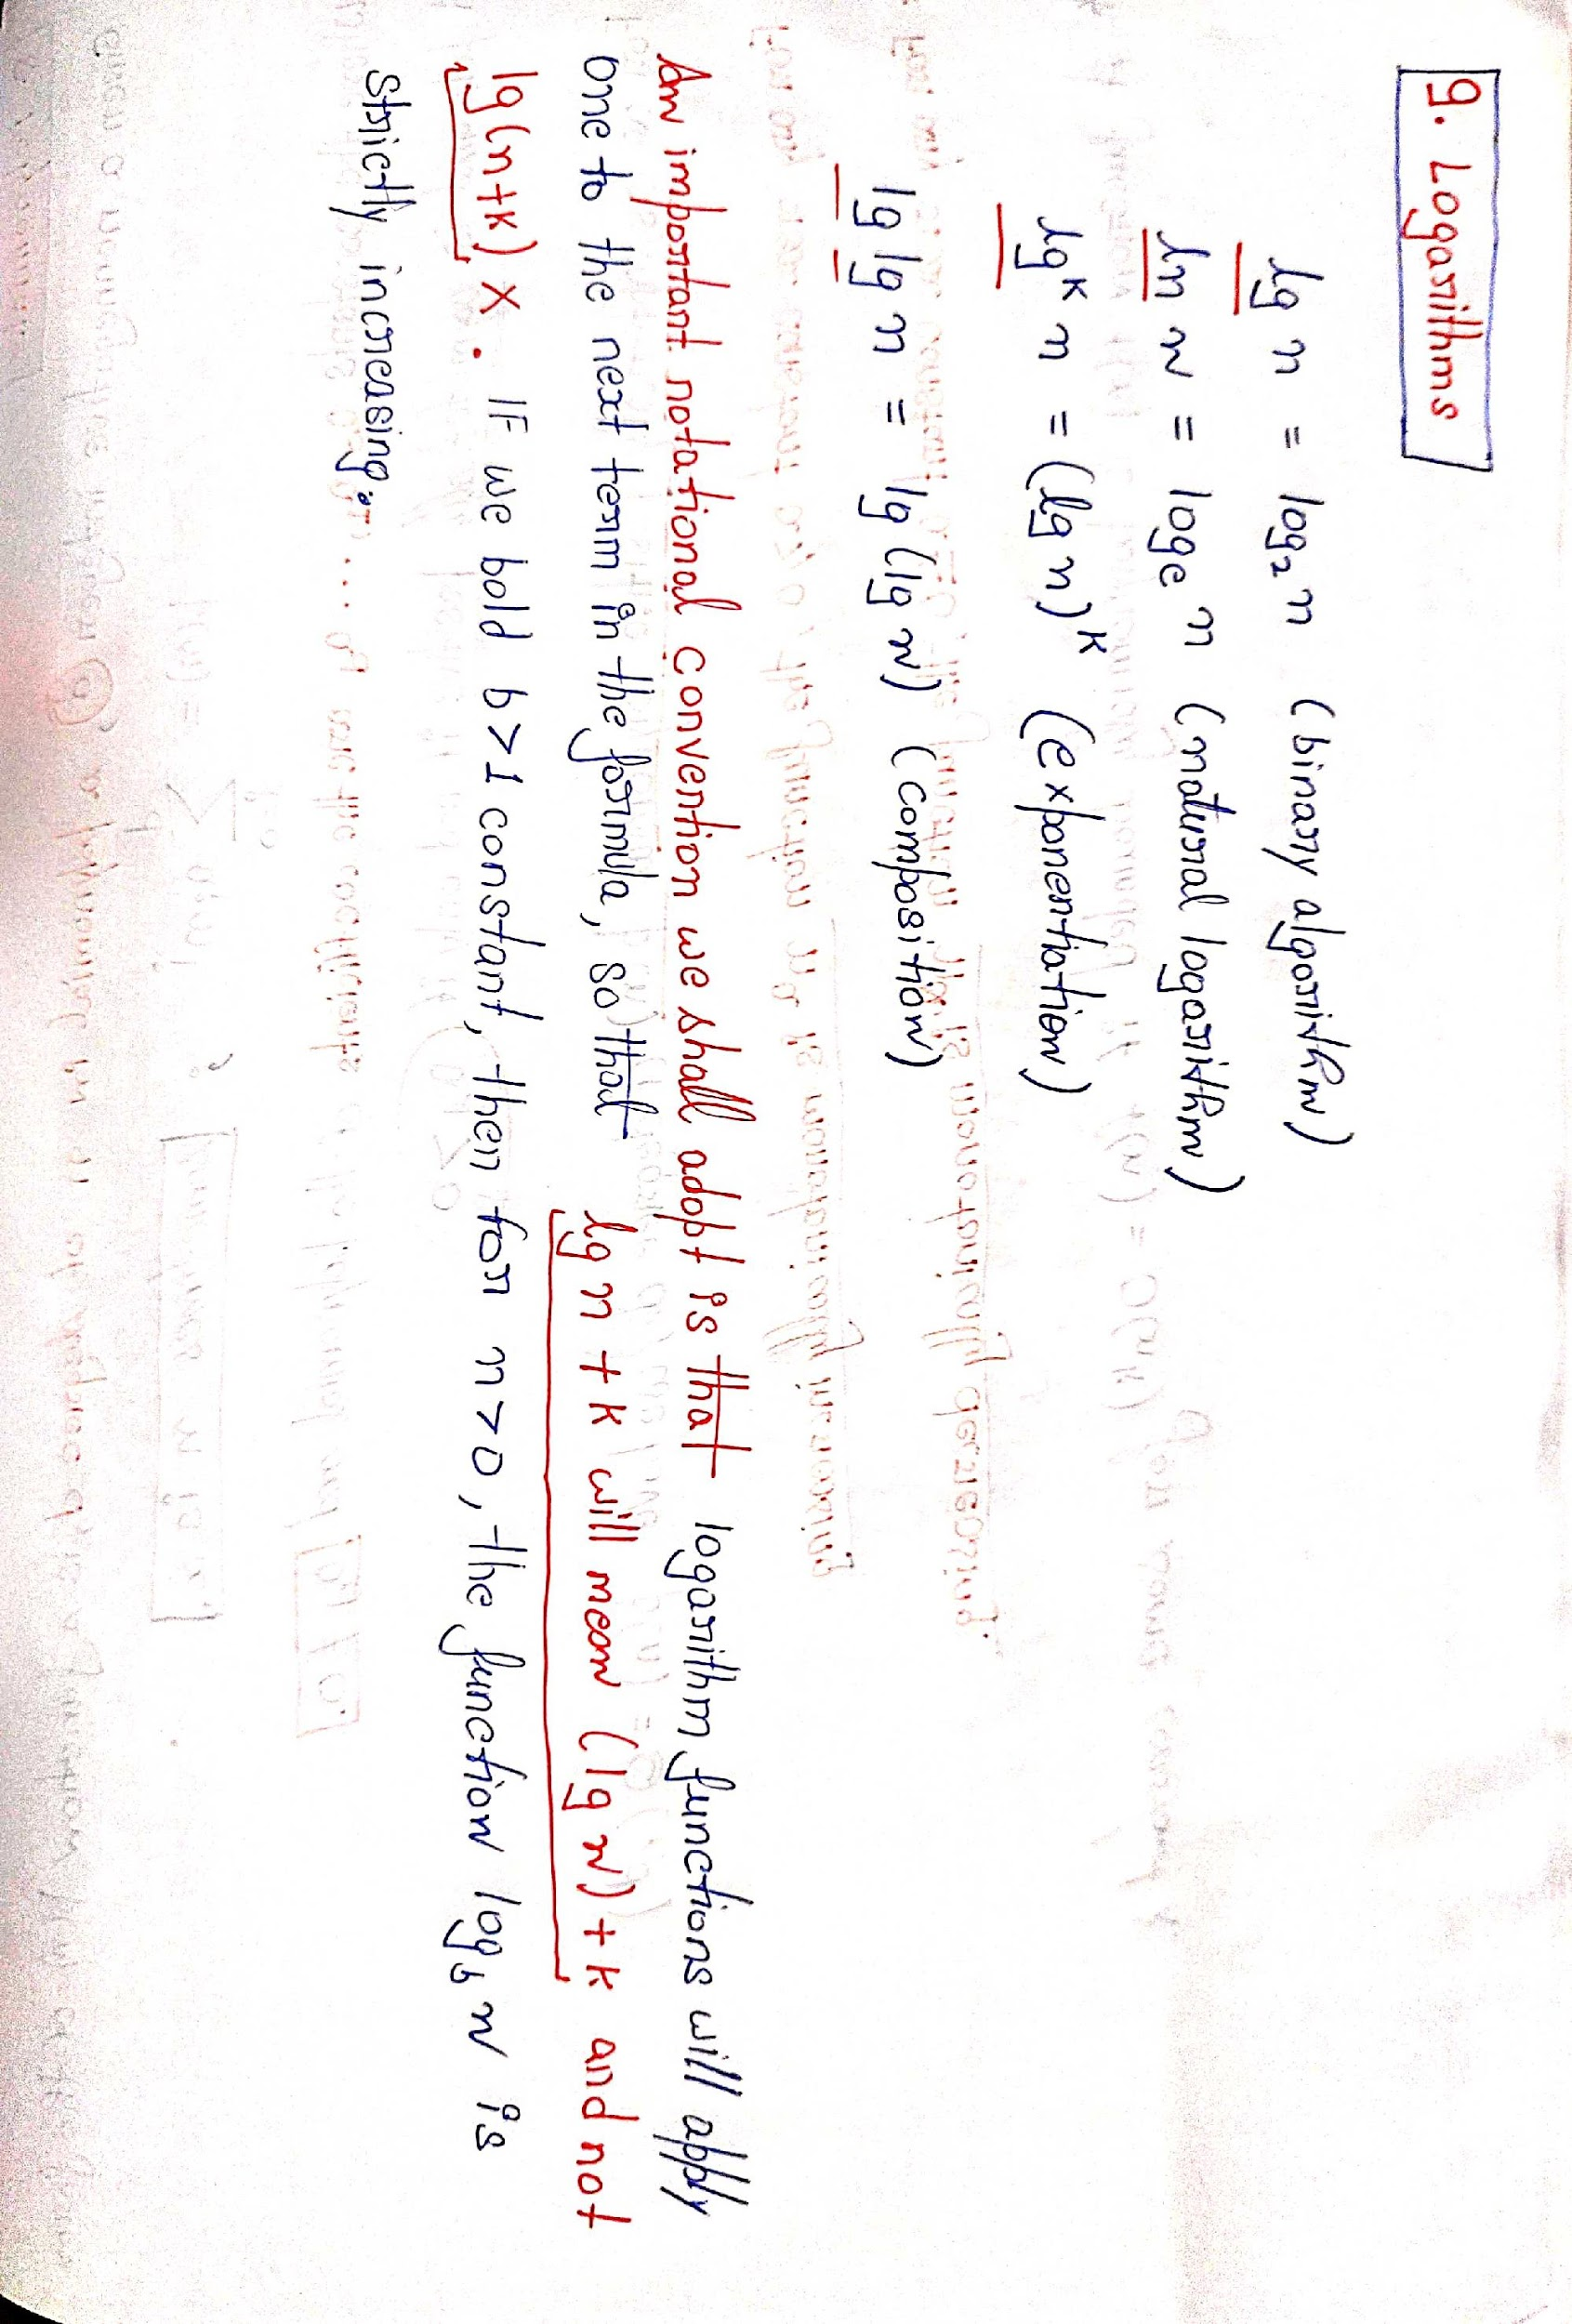 9. Logarithms
lg n = log₂ n (binary algorithm)
ln n = logₑ n (natural logarithm)
lgᵏ n = (lg n)ᵏ (exponentiation)
lg lg n = lg (lg n) (composition)
An important notational convention we shall adopt is that logarithm functions will apply
one to the next term in the formula, so that lg n + k will mean (lg n) + k and not
lg (n+k) x . If we bold b > 1 constant, then for n > 0, the function log_b n is
strictly increasing.